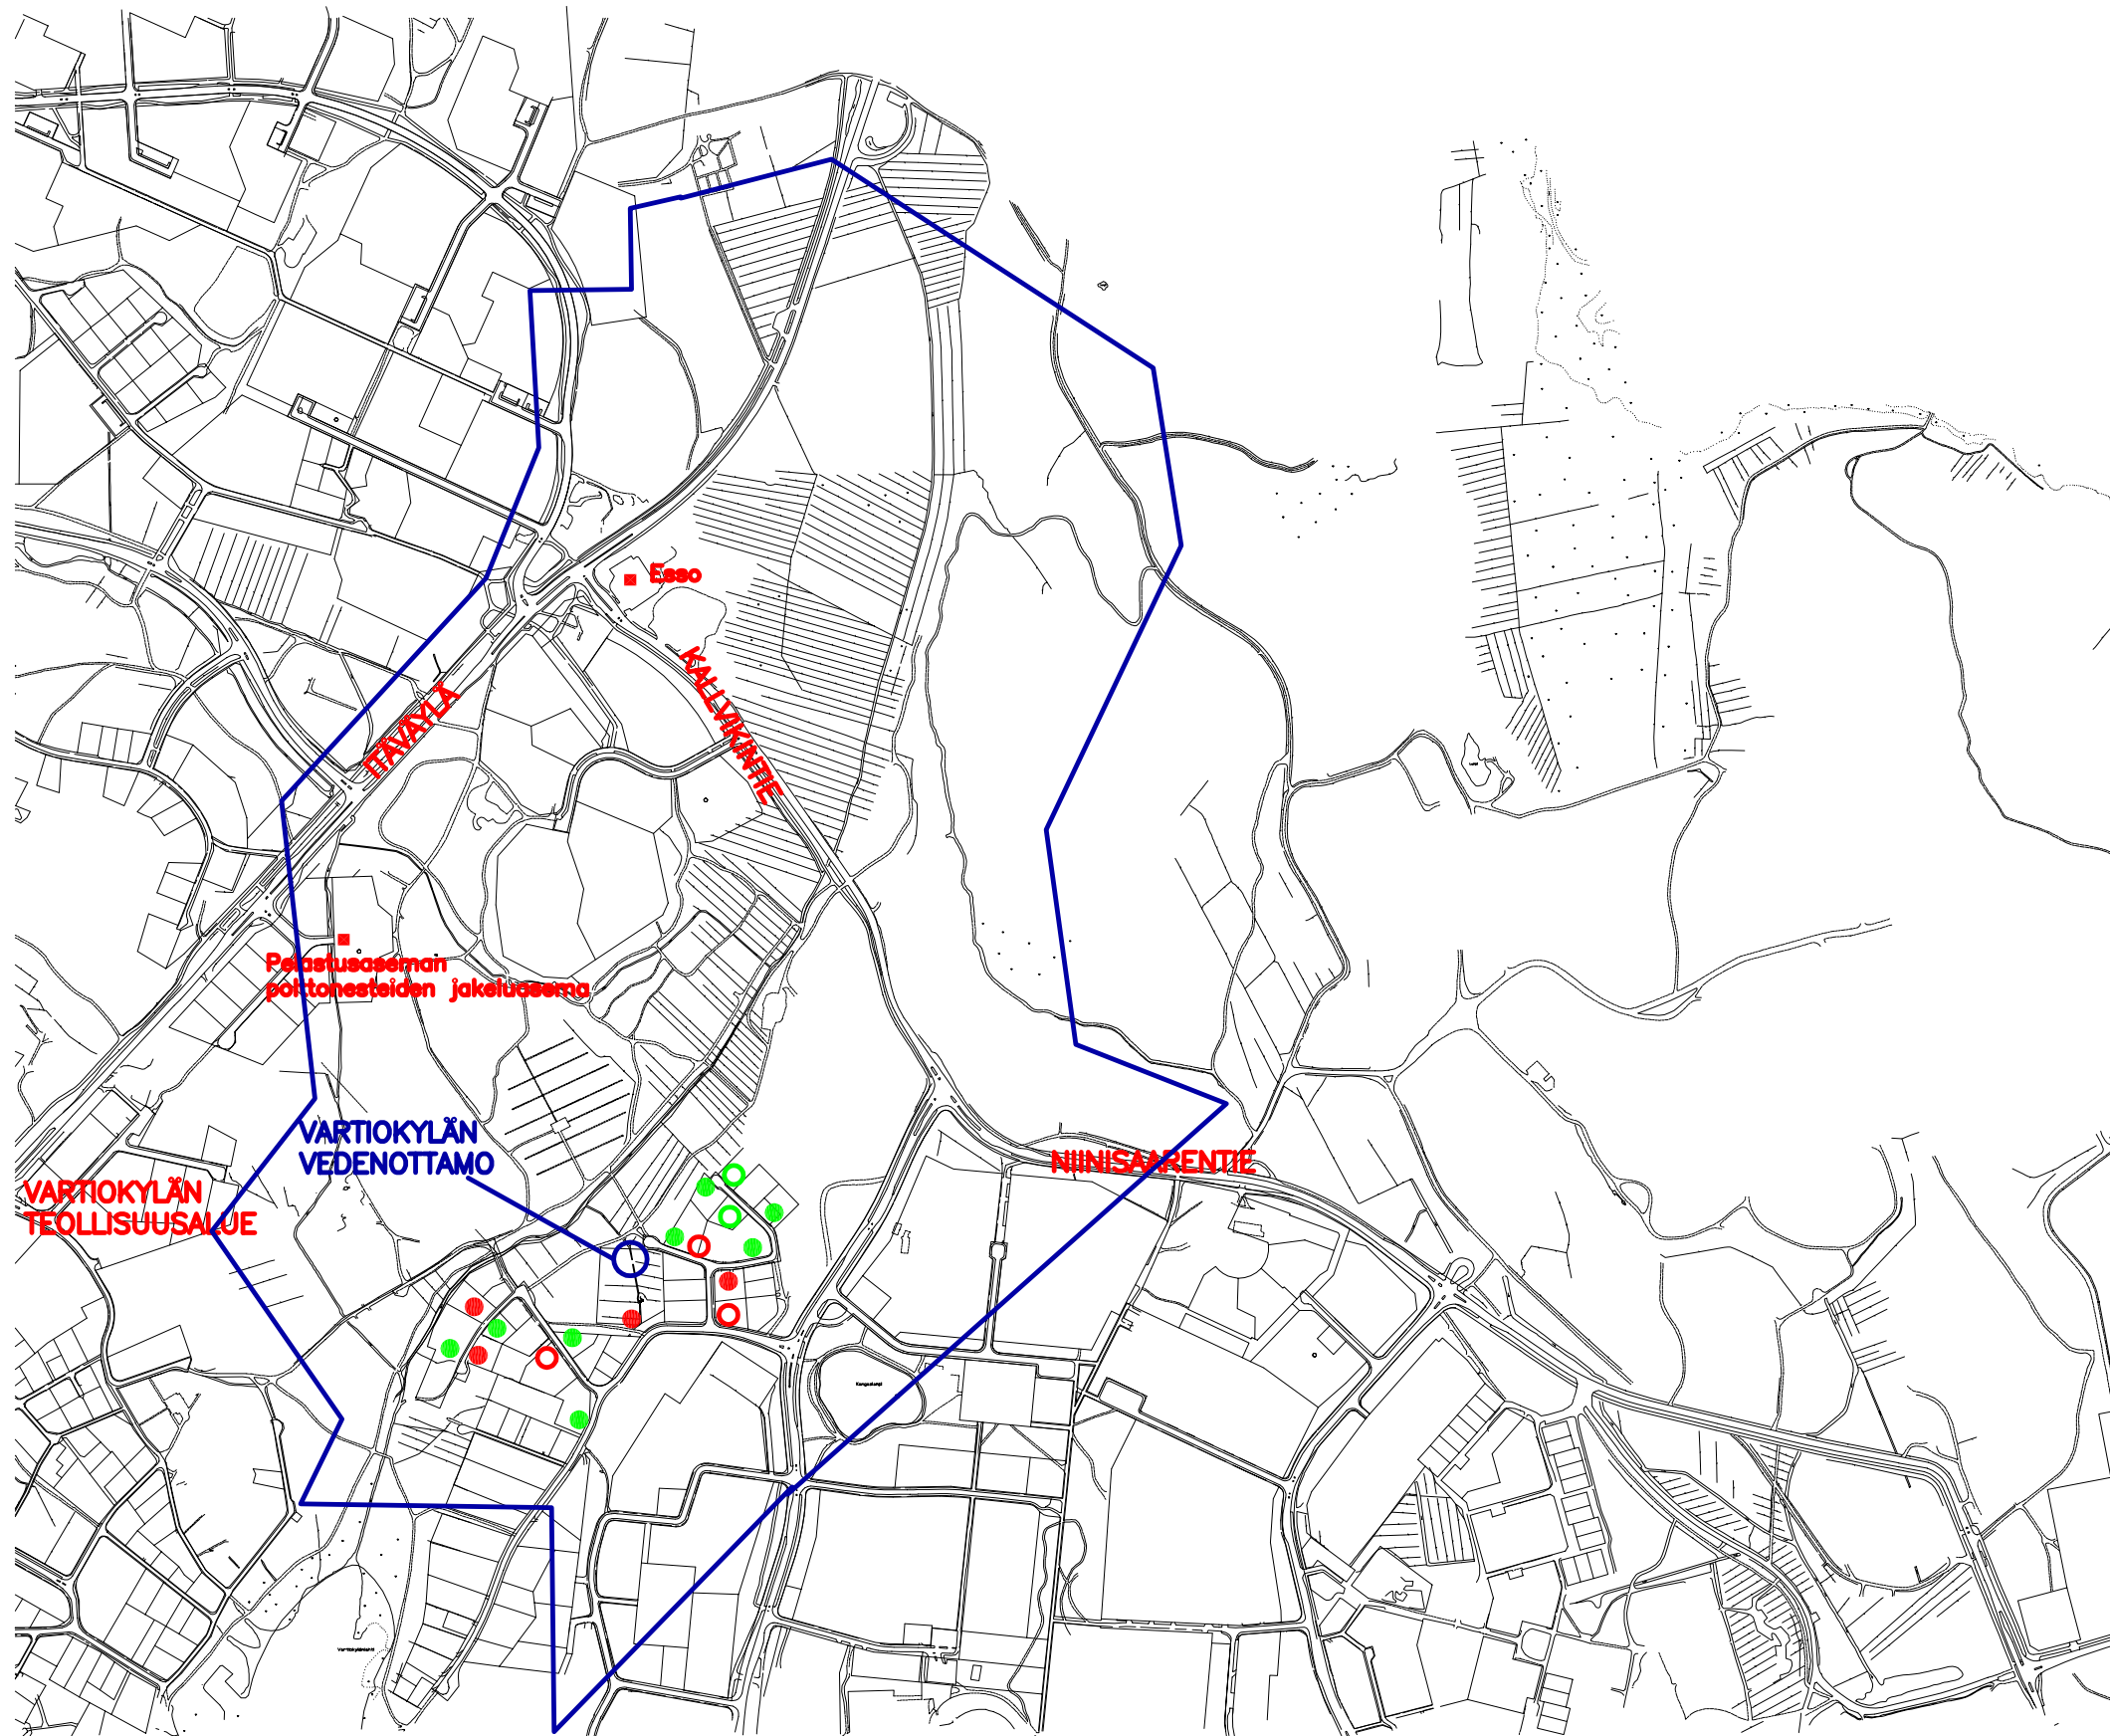 Esso
KALLVIKINTIE
ITÄVÄYLÄ
Pelastusaseman
polttonesteiden jakeluasema
VARTIOKYLÄN
VEDENOTTAMO
NIINISAARENTIE
VARTIOKYLÄN
TEOLLISUUSALUE